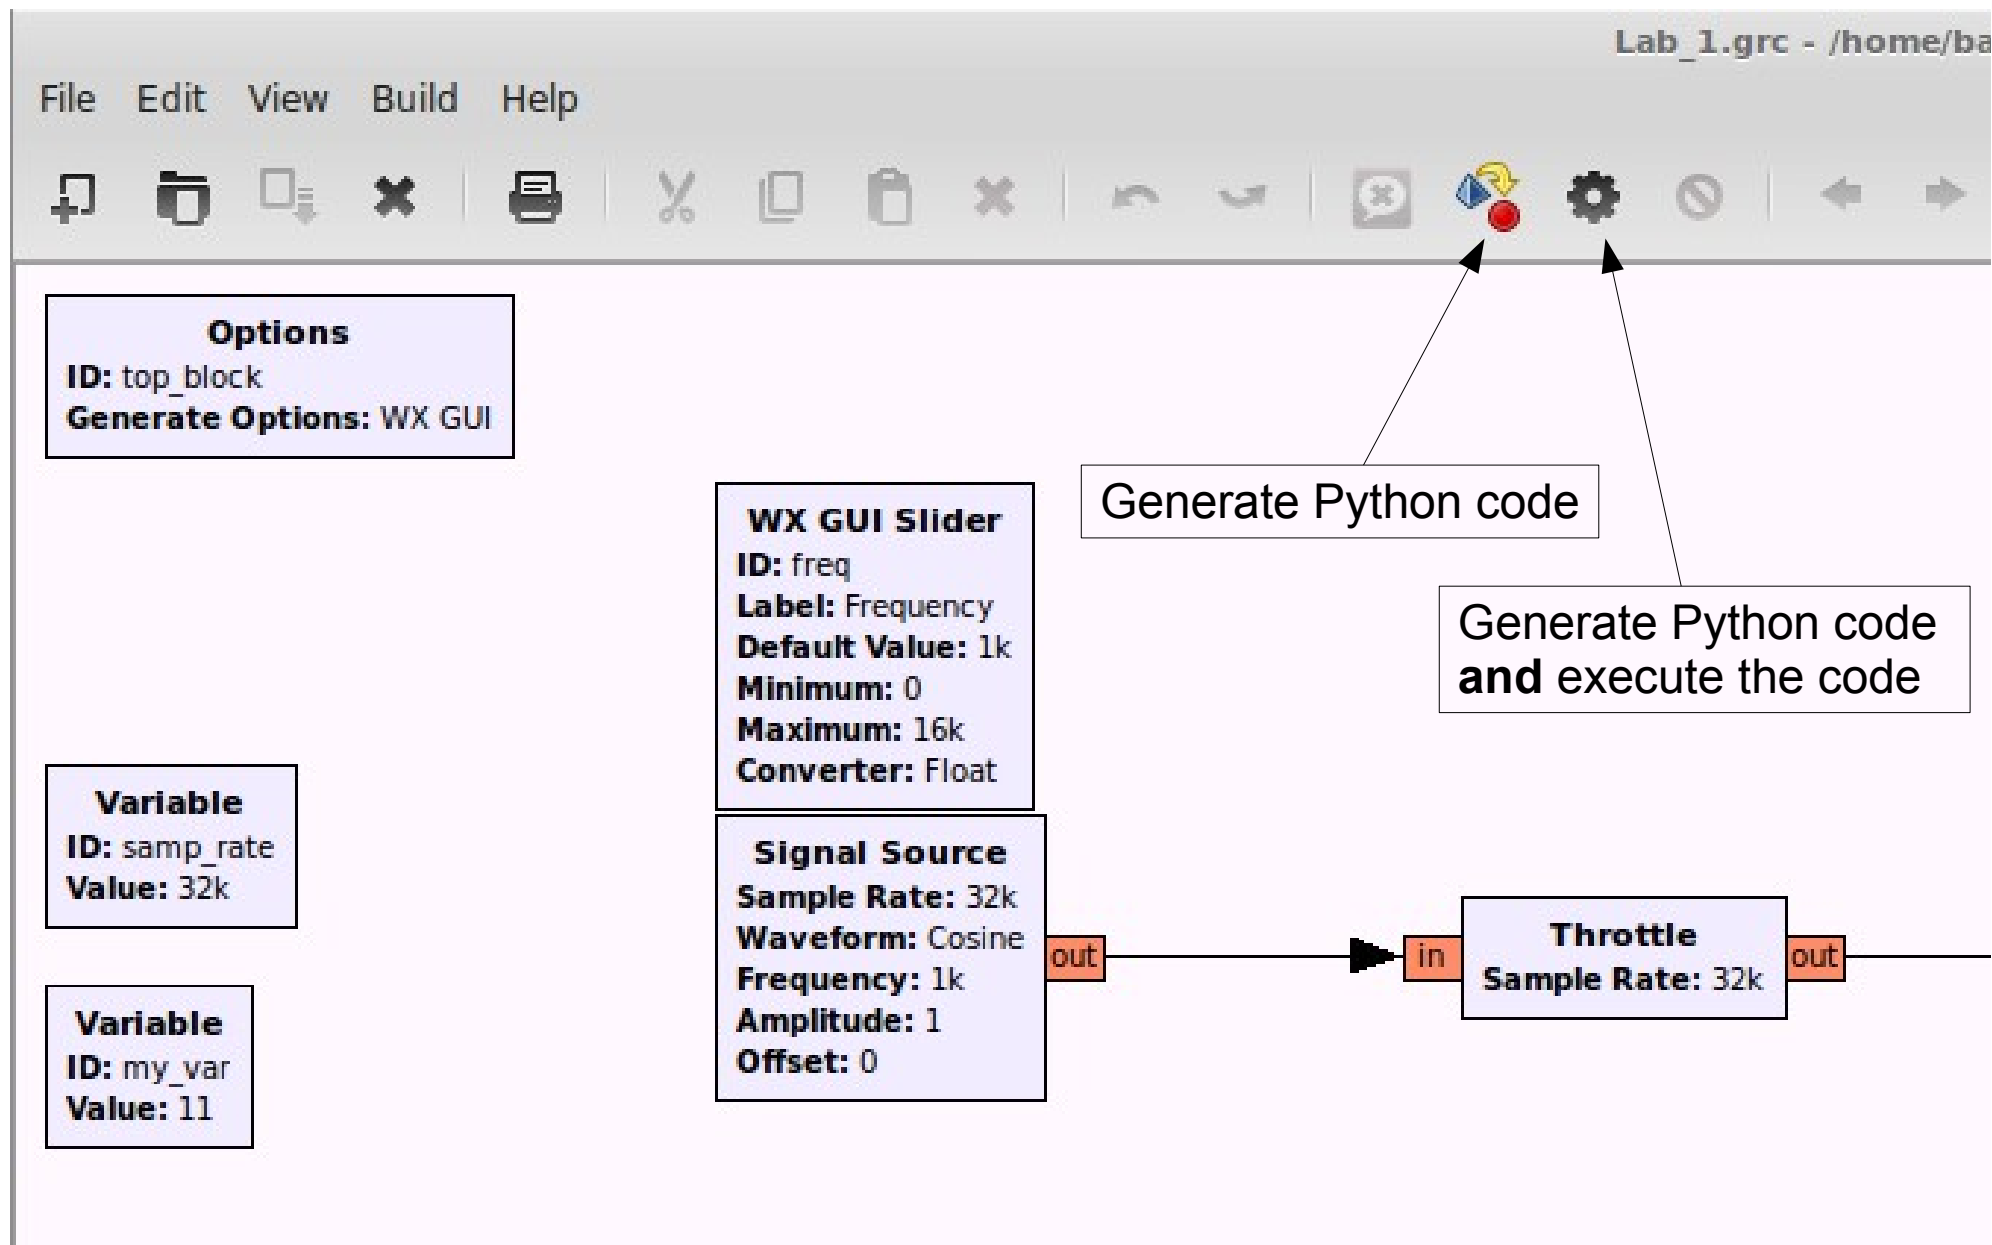 Lab_1.grc - /home/ba
File Edit View Build Help
Options
ID: top_block
Generate Options: WX GUI
WX GUI Slider
ID: freq
Label: Frequency
Default Value: 1k
Minimum: 0
Maximum: 16k
Converter: Float
Generate Python code
Generate Python code
and execute the code
Variable
ID: samp_rate
Value: 32k
Signal Source
Sample Rate: 32k
Waveform: Cosine
Frequency: 1k
Amplitude: 1
Offset: 0
out
in
Throttle
Sample Rate: 32k
out
Variable
ID: my_var
Value: 11